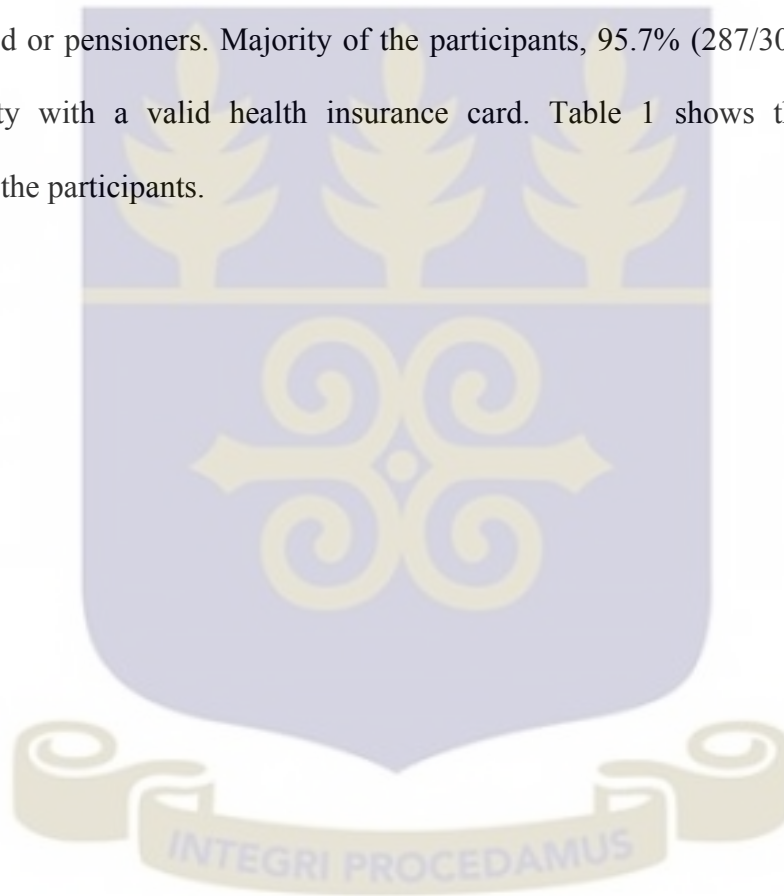 d or pensioners. Majority of the participants, 95.7% (287/30
ty with a valid health insurance card. Table 1 shows th
the participants.
INTEGRI PROCEDAMUS